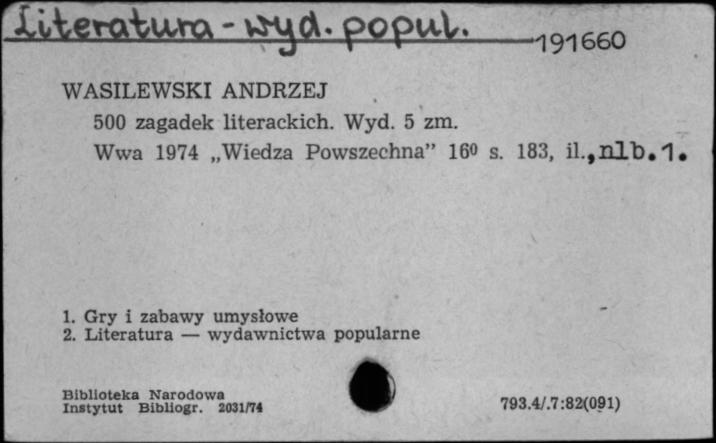 Literatura - wyd. popul.
191660
WASILEWSKI ANDRZEJ
500 zagadek literackich. Wyd. 5 zm.
Wwa 1974 „Wiedza Powszechna” 16⁰ s. 183, il., nlb. 1.
1. Gry i zabawy umysłowe
2. Literatura — wydawnictwa popularne
Biblioteka Narodowa
Instytut Bibliogr. 2031/74
793.4/.7:82(091)